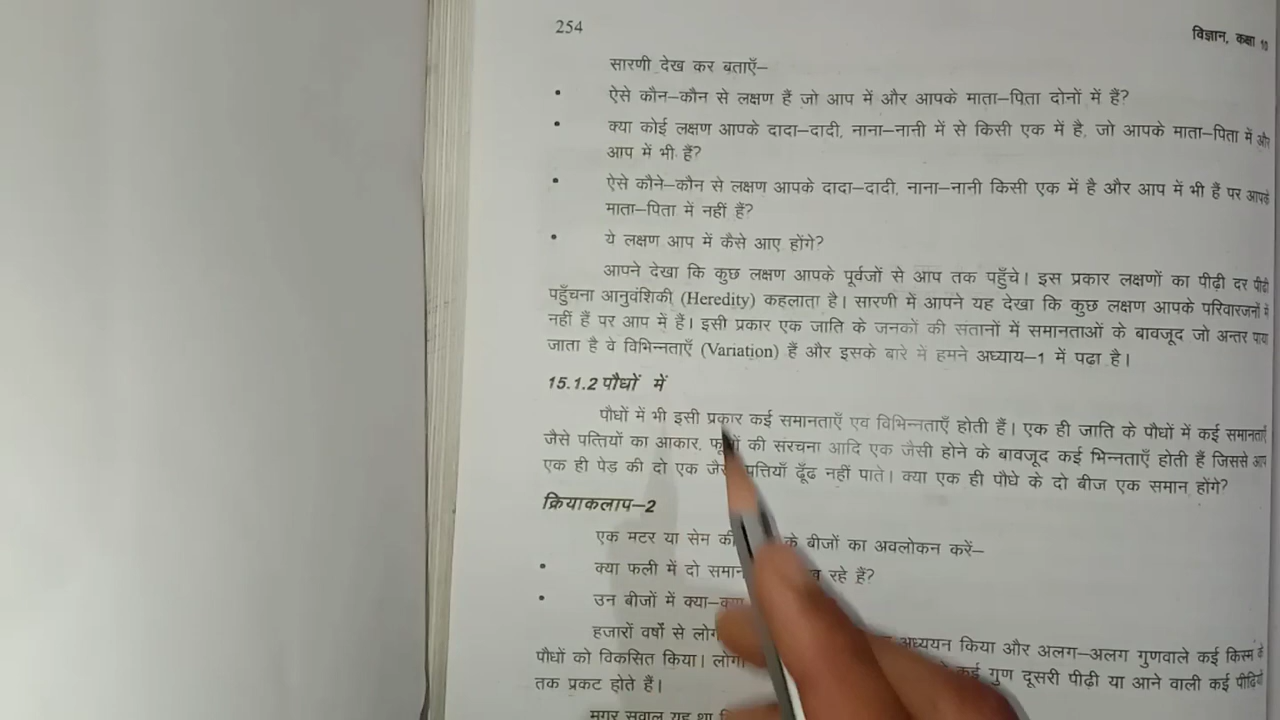 254
विज्ञान, कक्षा 10
सारणी देख कर बताएँ–
• ऐसे कौन–कौन से लक्षण हैं जो आप में और आपके माता–पिता दोनों में हैं?
• क्या कोई लक्षण आपके दादा–दादी, नाना–नानी में से किसी एक में है, जो आपके माता–पिता में और
आप में भी हैं?
• ऐसे कौने–कौन से लक्षण आपके दादा–दादी, नाना–नानी किसी एक में है और आप में भी हैं पर आपके
माता–पिता में नहीं हैं?
• ये लक्षण आप में कैसे आए होंगे?
आपने देखा कि कुछ लक्षण आपके पूर्वजों से आप तक पहुँचे। इस प्रकार लक्षणों का पीढ़ी दर पीढ़ी
पहुँचना आनुवंशिकी (Heredity) कहलाता है। सारणी में आपने यह देखा कि कुछ लक्षण आपके परिवारजनों में
नहीं हैं पर आप में हैं। इसी प्रकार एक जाति के जनकों की संतानों में समानताओं के बावजूद जो अन्तर पाया
जाता है वे विभिन्नताएँ (Variation) हैं और इसके बारे में हमने अध्याय–1 में पढा है।
15.1.2 पौधों में
पौधों में भी इसी प्रकार कई समानताएँ एव विभिन्नताएँ होती हैं। एक ही जाति के पौधों में कई समानताएँ
जैसे पत्तियों का आकार, की संरचना आदि एक जैसी होने के बावजूद कई भिन्नताएँ होती हैं जिससे आप
एक ही पेड़ की दो एक पत्तियाँ ढूँढ नहीं पाते। क्या एक ही पौधे के दो बीज एक समान होंगे?
क्रियाकलाप–2
एक मटर या सेम की के बीजों का अवलोकन करें–
• क्या फली में दो रहे हैं?
• उन बीजों में
हजारों वर्षों से अध्ययन किया और अलग–अलग गुणवाले कई किस्म के
पौधों को विकसित किया। कई गुण दूसरी पीढ़ी या आने वाली कई पीढ़ियों
तक प्रकट होते हैं।
मगर सवाल यह था